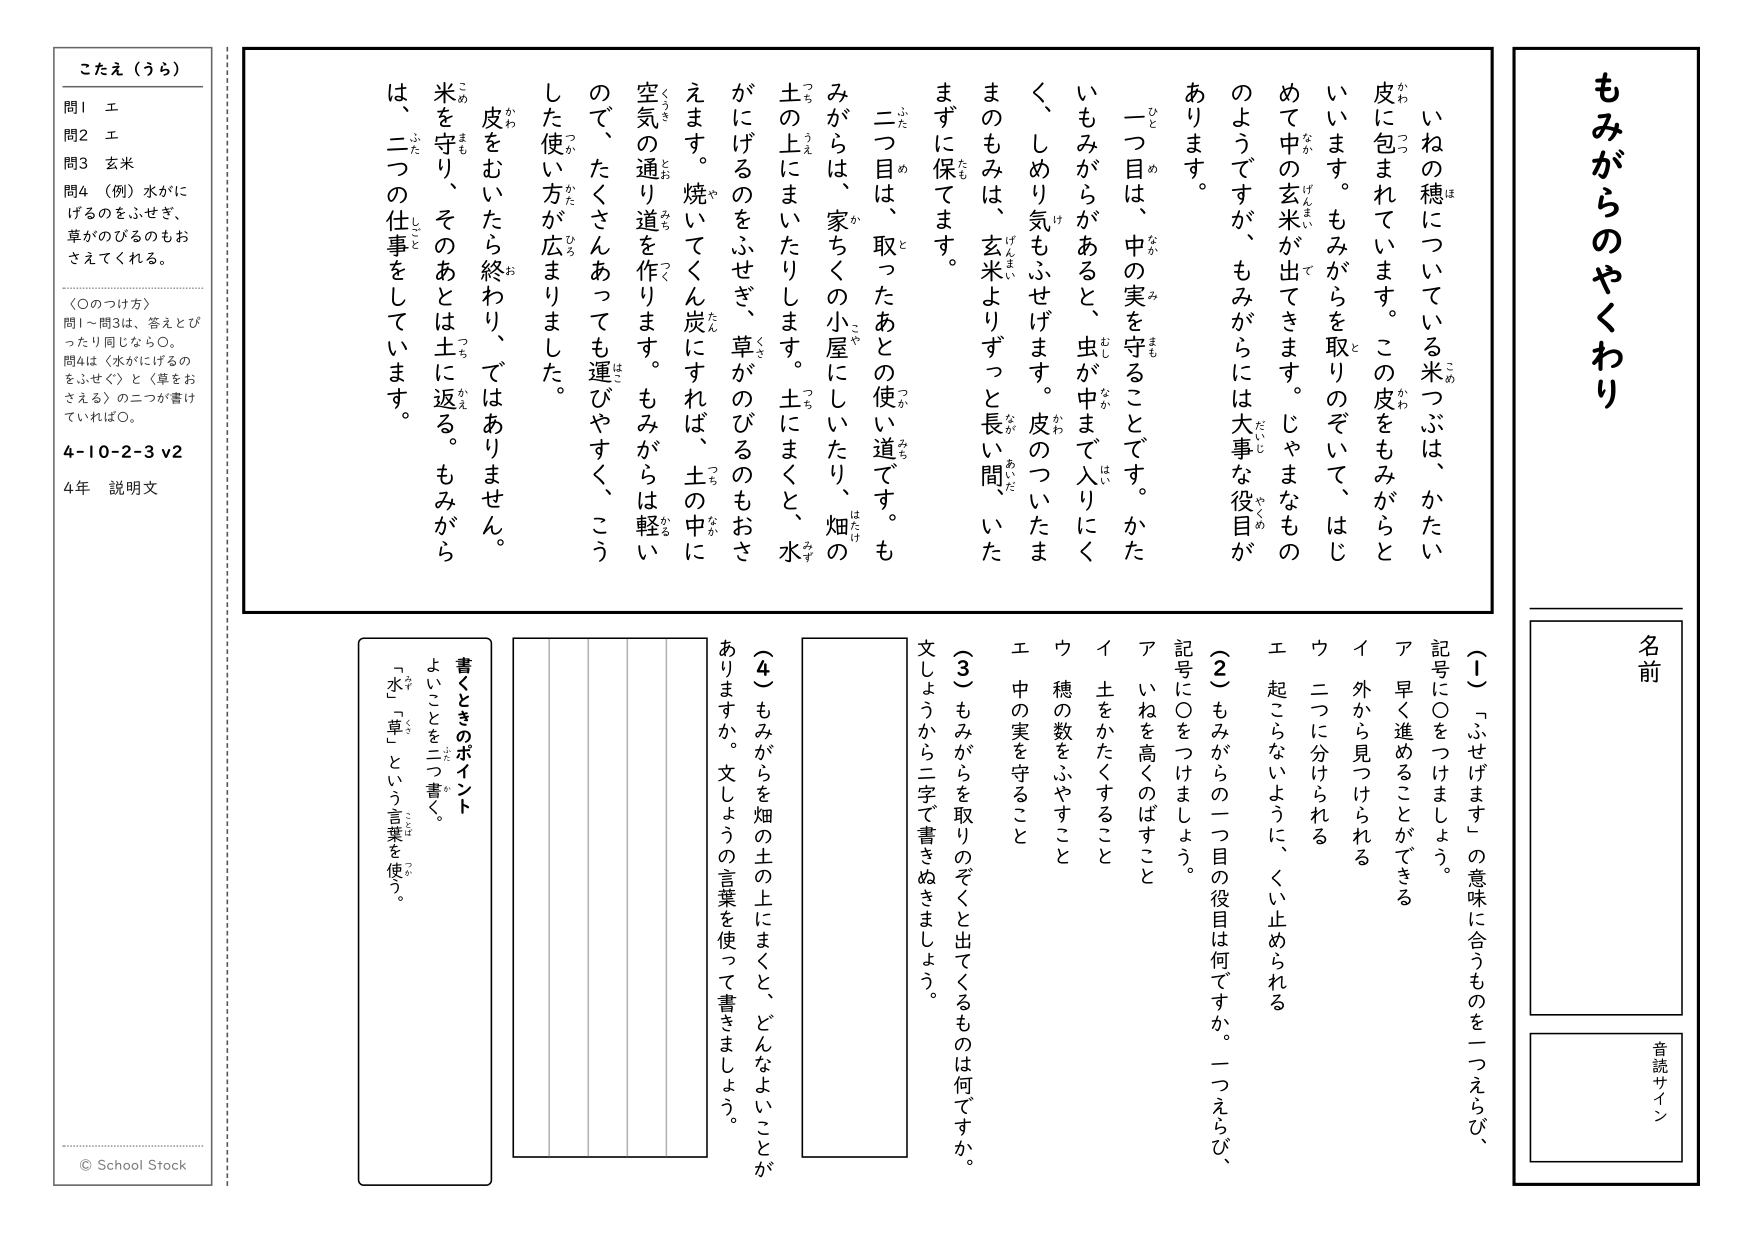 もみがらのやくわり
名前
音読サイン
いねの穂についている米つぶは、かたい
皮に包まれています。この皮をもみがらと
いいます。もみがらを取りのぞいて、はじ
めて中の玄米が出てきます。じゃまなもの
のようですが、もみがらには大事な役目が
あります。
一つ目は、中の実を守ることです。かた
いもみがらがあると、虫が中まで入りにく
く、しめり気もふせげます。皮のついたま
まのもみは、玄米よりずっと長い間、いた
まずに保てます。
二つ目は、取ったあとの使い道です。も
みがらは、家ちくの小屋にしいたり、畑の
土の上にまいたりします。土にまくと、水
がにげるのをふせぎ、草がのびるのもおさ
えます。焼いてくん炭にすれば、土の中に
空気の通り道を作ります。もみがらは軽い
ので、たくさんあっても運びやすく、こう
した使い方が広まりました。
皮をむいたら終わり、ではありません。
米を守り、そのあとは土に返る。もみがら
は、二つの仕事をしています。
(1)「ふせげます」の意味に合うものを一つえらび、
記号に〇をつけましょう。
ア 早く進めることができる
イ 外から見つけられる
ウ 二つに分けられる
エ 起こらないように、くい止められる
(2)もみがらの一つ目の役目は何ですか。一つえらび、
記号に〇をつけましょう。
ア いねを高くのばすこと
イ 土をかたくすること
ウ 穂の数をふやすこと
エ 中の実を守ること
(3)もみがらを取りのぞくと出てくるものは何ですか。
文しょうから二字で書きぬきましょう。
(4)もみがらを畑の土の上にまくと、どんなよいことが
ありますか。文しょうの言葉を使って書きましょう。
書くときのポイント
よいことを二つ書く。
「水」「草」という言葉を使う。
こたえ(うら)
問1 エ
問2 エ
問3 玄米
問4 (例)水がに
げるのをふせぎ、
草がのびるのもお
さえてくれる。
〈〇のつけ方〉
問1～問3は、答えとぴ
ったり同じなら〇。
問4は〈水がにげるの
をふせぐ〉と〈草をお
さえる〉の二つが書け
ていれば〇。
4-10-2-3 v2
4年 説明文
© School Stock